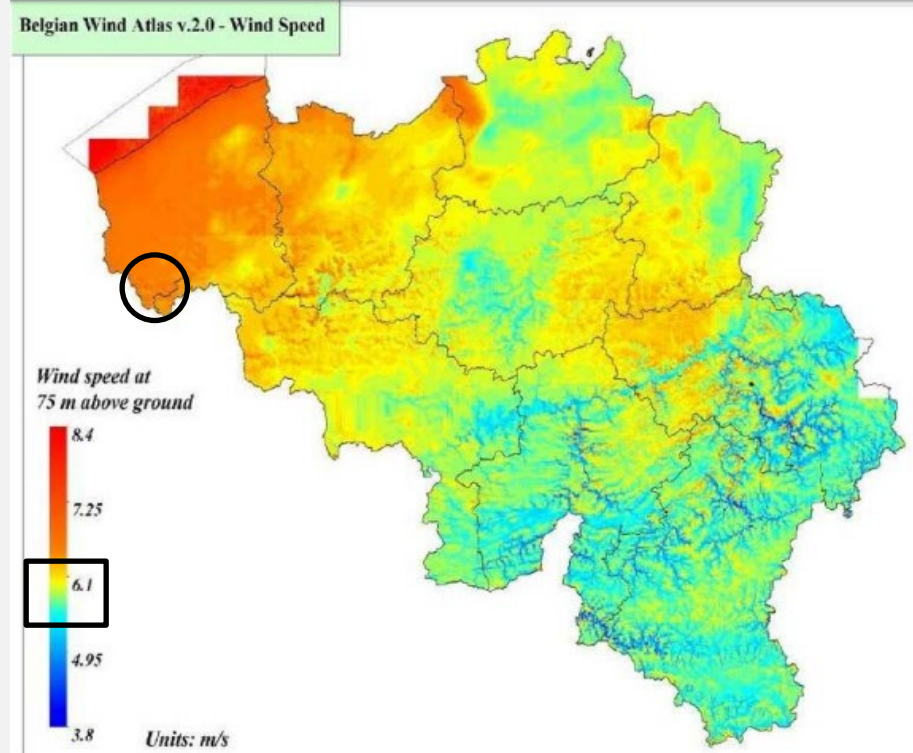 Belgian Wind Atlas v.2.0 - Wind Speed
Wind speed at
75 m above ground
8.4
7.25
6.1
4.95
3.8
Units: m/s